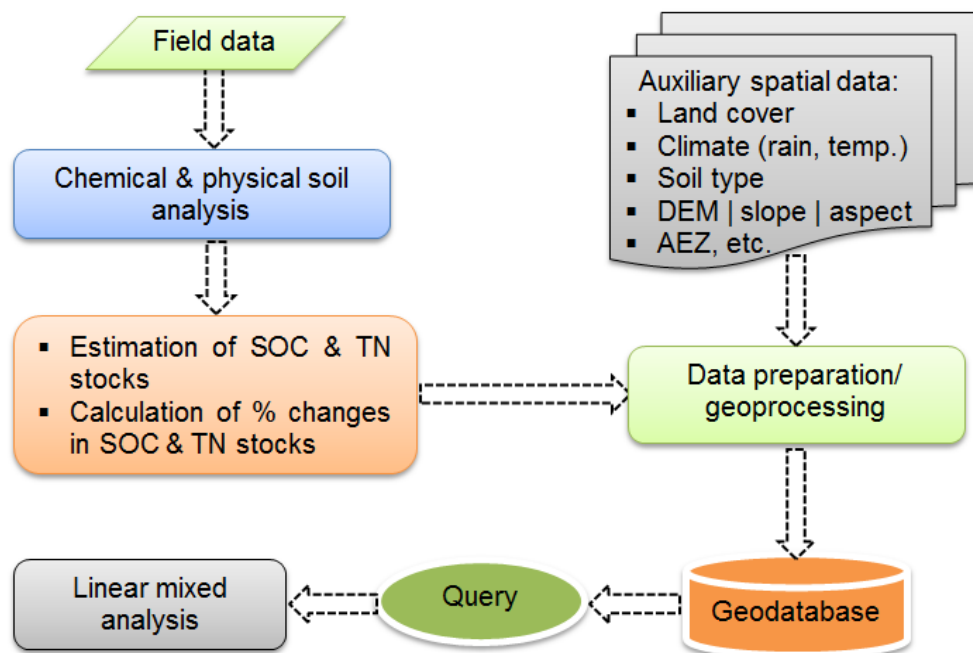 Field data
Auxiliary spatial data:
▪ Land cover
▪ Climate (rain, temp.)
▪ Soil type
▪ DEM | slope | aspect
▪ AEZ, etc.
Chemical & physical soil
analysis
▪ Estimation of SOC & TN
stocks
▪ Calculation of % changes
in SOC & TN stocks
Data preparation/
geoprocessing
Linear mixed
analysis
Query
Geodatabase